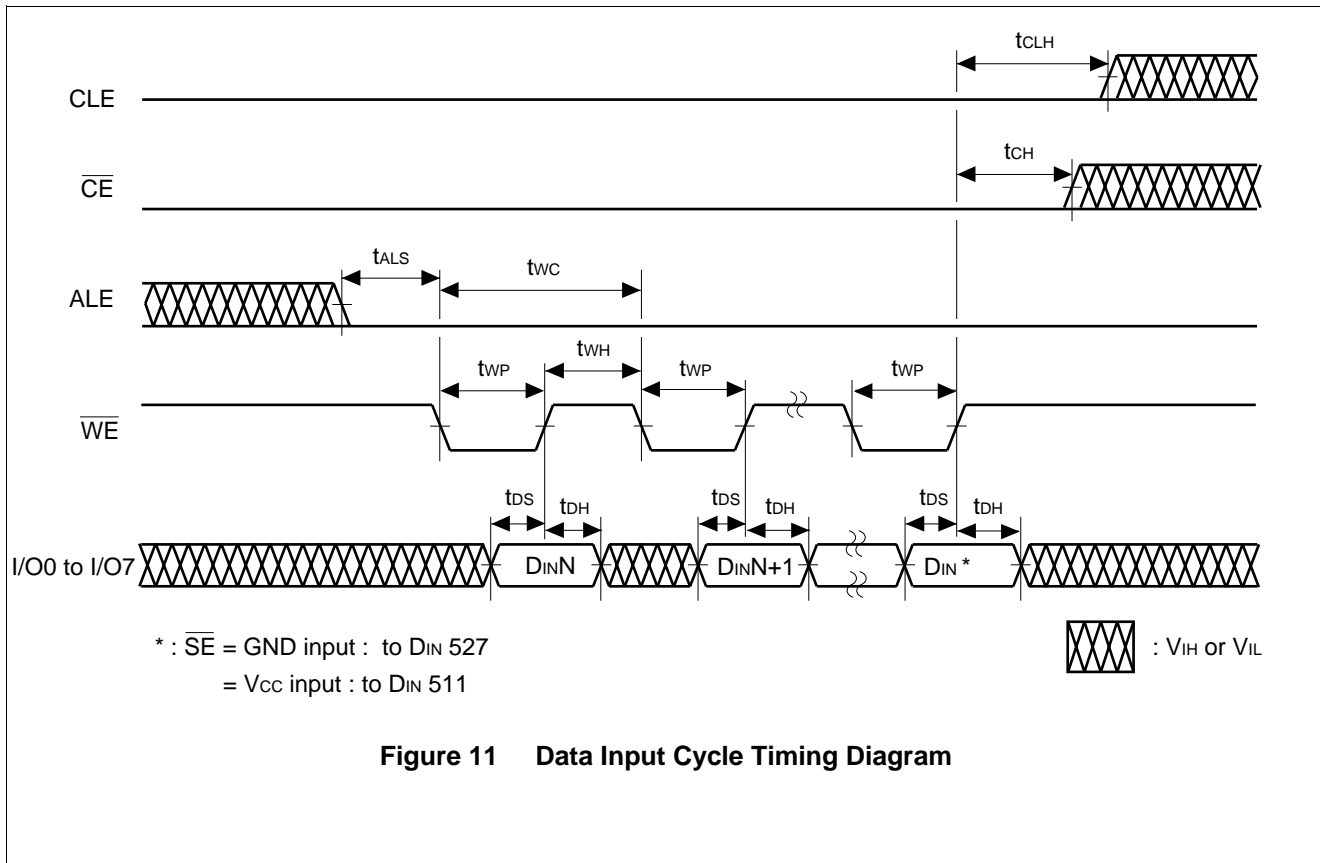 tCLH
CLE
tCH
CE
tALS
tWC
ALE
tWP
tWH
tWP
tWP
WE
tDS
tDH
tDS
tDH
tDS
tDH
I/O0 to I/O7
DINN
DINN+1
DIN *
* : SE = GND input : to DIN 527
= VCC input : to DIN 511
: VIH or VIL
Figure 11 Data Input Cycle Timing Diagram